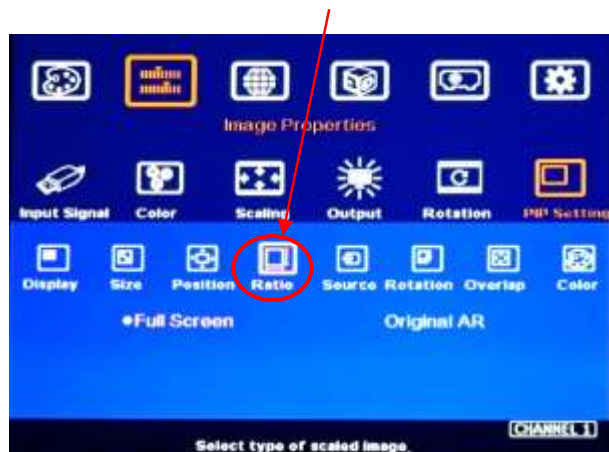 Image Properties
Input Signal Color Scaling Output Rotation PIP Setting
Display Size Position Ratio Source Rotation Overlap Color
•Full Screen Original AR
CHANNEL 1
Select type of scaled image.